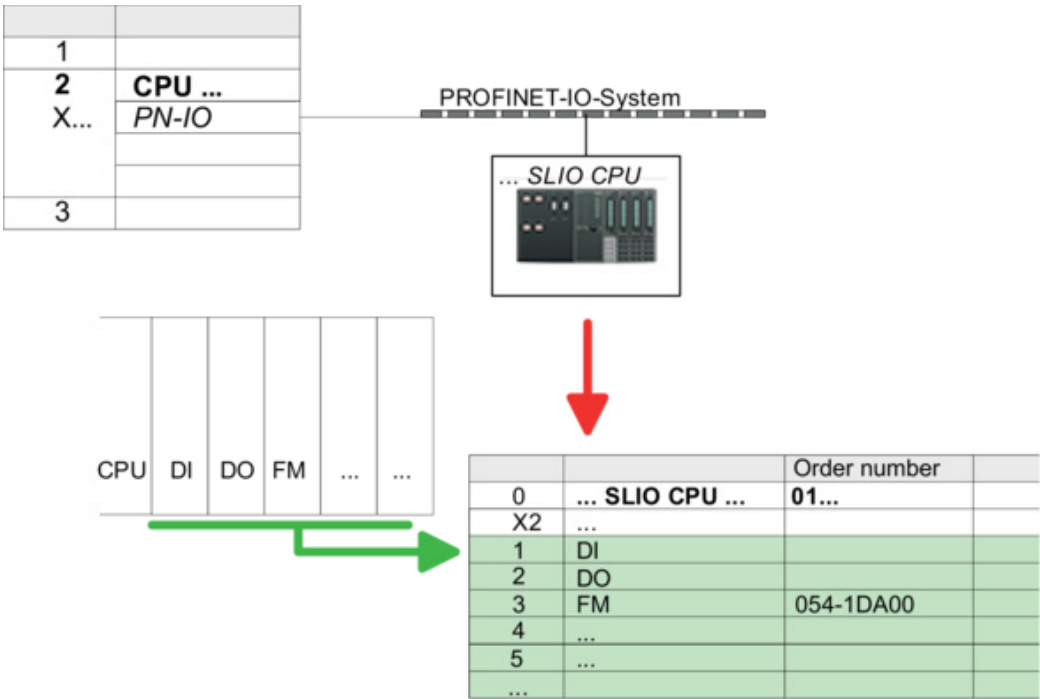 1
2 CPU ...
X... PN-IO
3
PROFINET-IO-System
... SLIO CPU
CPU DI DO FM ... ...
Order number
0 ... SLIO CPU ... 01...
X2 ...
1 DI
2 DO
3 FM 054-1DA00
4 ...
5 ...
...